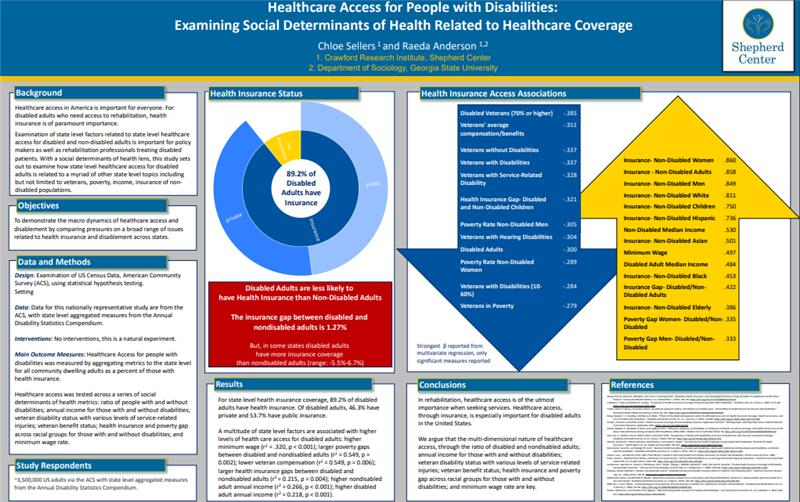 Healthcare Access for People with Disabilities:
Examining Social Determinants of Health Related to Healthcare Coverage
Chloe Sellers 1 and Raeda Anderson 1,2
1. Crawford Research Institute, Shepherd Center
2. Department of Sociology, Georgia State University
Shepherd
Center
Background
Healthcare access in America is important for everyone. For
disabled adults who need access to rehabilitation, health
insurance is of paramount importance.
Examination of state level factors related to state level healthcare
access for disabled and non-disabled adults is important for policy
makers as well as rehabilitation professionals treating disabled
patients. With a social determinants of health lens, this study sets
out to examine how state level healthcare access for disabled
adults is related to a myriad of other state level topics including
but not limited to veterans, poverty, income, insurance of non-
disabled populations.
Objectives
To demonstrate the macro dynamics of healthcare access and
disablement by comparing pressures on a broad range of issues
related to health insurance and disablement across states.
Data and Methods
Design: Examination of US Census Data, American Community
Survey (ACS), using statistical hypothesis testing.
Setting
Data: Data for this nationally representative study are from the
ACS, with state level aggregated measures from the Annual
Disability Statistics Compendium.
Interventions: No interventions, this is a natural experiment.
Main Outcome Measures: Healthcare Access for people with
disabilities was measured by aggregating metrics to the state level
for all community dwelling adults as a percent of those with
health insurance.
Healthcare access was tested across a series of social
determinants of health metrics: ratio of people with and without
disabilities; annual income for those with and without disabilities;
veteran disability status with various levels of service-related
injuries; veteran benefit status; health insurance and poverty gap
across racial groups for those with and without disabilities; and
minimum wage rate.
Study Respondents
~3,500,000 US adults via the ACS with state level aggregated measures
from the Annual Disability Statistics Compendium.
Health Insurance Status
89.2% of
Disabled
Adults have
Insurance
public
private
insurance
Disabled Adults are less likely to
have Health Insurance than Non-Disabled Adults
The insurance gap between disabled and
nondisabled adults is 1.27%
But, in some states disabled adults
have more insurance coverage
than nondisabled adults (range: -5.5%-6.7%)
Results
For state level health insurance coverage, 89.2% of disabled
adults have health insurance. Of disabled adults, 46.3% have
private and 53.7% have public insurance.
A multitude of state level factors are associated with higher
levels of health care access for disabled adults: higher
minimum wage (r² = .320, p < 0.001); larger poverty gaps
between disabled and nondisabled adults (r² = 0.549, p =
0.002); lower veteran compensation (r² = 0.549, p = 0.006);
larger health insurance gaps between disabled and
nondisabled adults (r² = 0.215, p = 0.004); higher nondisabled
adult annual income (r² = 0.266, p < 0.001); higher disabled
adult annual income (r² = 0.218, p < 0.001).
Health Insurance Access Associations
Disabled Veterans (70% or higher) -.385
Veterans' average
compensation/benefits -.351
Veterans without Disabilities -.337
Veterans with Disabilities -.337
Veterans with Service-Related
Disability -.328
Health Insurance Gap- Disabled
and Non-Disabled Children -.321
Poverty Rate Non-Disabled Men -.305
Veterans with Hearing Disabilities -.304
Disabled Adults -.300
Poverty Rate Non-Disabled
Women -.289
Veterans with Disabilities (10-
60%) -.284
Veterans in Poverty -.279
Strongest β reported from
multivariate regression, only
significant measures reported
Insurance- Non-Disabled Women .860
Insurance - Non-Disabled Adults .858
Insurance- Non-Disabled Men .849
Insurance- Non-Disabled White .811
Insurance- Non-Disabled Children .750
Insurance- Non-Disabled Hispanic .736
Non-Disabled Median Income .530
Insurance- Non-Disabled Asian .501
Minimum Wage .497
Disabled Adult Median Income .484
Insurance- Non-Disabled Black .453
Insurance Gap- Disabled/Non-
Disabled Adults .422
Insurance- Non-Disabled Elderly .386
Poverty Gap Women- Disabled/Non-
Disabled .335
Poverty Gap Men- Disabled/Non-
Disabled .333
Conclusions
In rehabilitation, healthcare access is of the utmost
importance when seeking services. Healthcare access,
through insurance, is especially important for disabled adults
in the United States.
We argue that the multi-dimensional nature of healthcare
access, through the ratio of disabled and nondisabled adults;
annual income for those with and without disabilities;
veteran disability status with various levels of service-related
injuries; veteran benefit status; health insurance and poverty
gap across racial groups for those with and without
disabilities; and minimum wage rate are key.
References